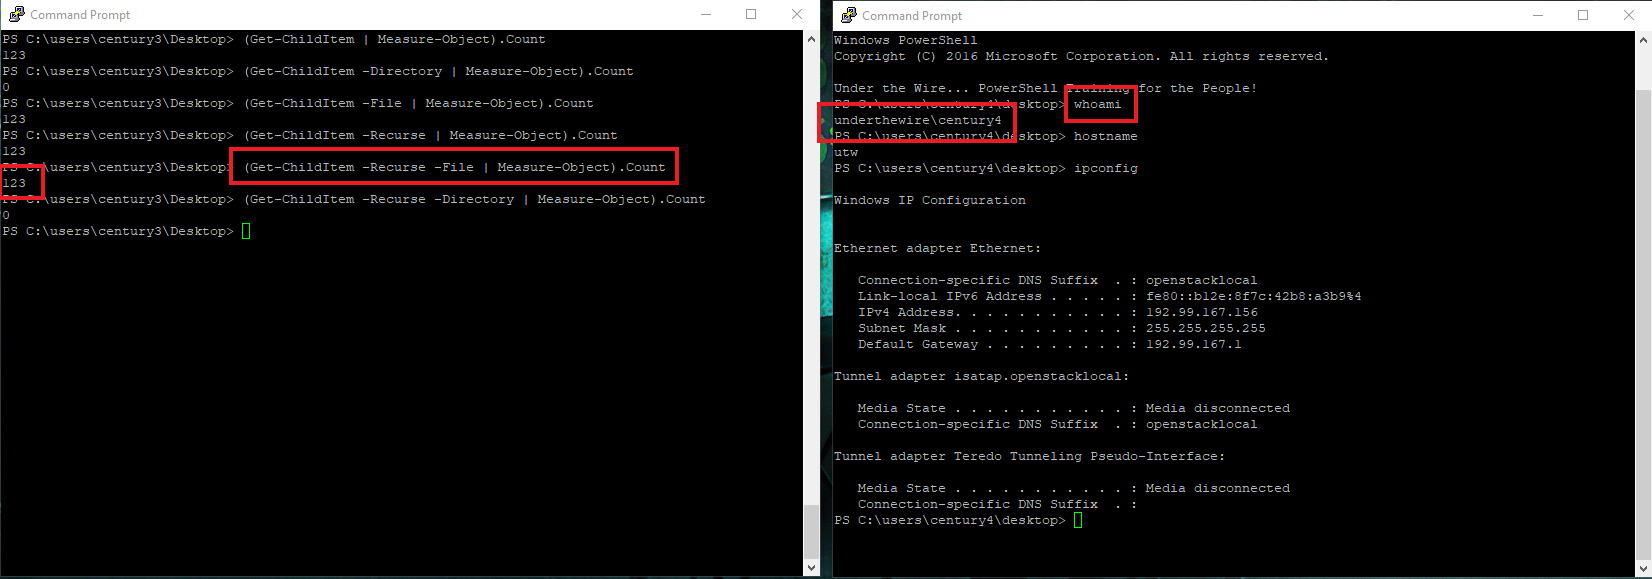 Command Prompt
PS C:\users\century3\Desktop> (Get-ChildItem | Measure-Object).Count
123
PS C:\users\century3\Desktop> (Get-ChildItem -Directory | Measure-Object).Count
0
PS C:\users\century3\Desktop> (Get-ChildItem -File | Measure-Object).Count
123
PS C:\users\century3\Desktop> (Get-ChildItem -Recurse | Measure-Object).Count
123
PS C:\users\century3\Desktop> (Get-ChildItem -Recurse -File | Measure-Object).Count
123
PS C:\users\century3\Desktop> (Get-ChildItem -Recurse -Directory | Measure-Object).Count
0
PS C:\users\century3\Desktop>
Command Prompt
Windows PowerShell
Copyright (C) 2016 Microsoft Corporation. All rights reserved.
Under the Wire... PowerShell Training for the People!
PS C:\users\century4\desktop> whoami
underthewire\century4
PS C:\users\century4\desktop> hostname
utw
PS C:\users\century4\desktop> ipconfig
Windows IP Configuration
Ethernet adapter Ethernet:
Connection-specific DNS Suffix  . : openstacklocal
Link-local IPv6 Address . . . . . : fe80::b12e:8f7c:42b8:a3b9%4
IPv4 Address. . . . . . . . . . . : 192.99.167.156
Subnet Mask . . . . . . . . . . . : 255.255.255.255
Default Gateway . . . . . . . . . : 192.99.167.1
Tunnel adapter isatap.openstacklocal:
Media State . . . . . . . . . . . : Media disconnected
Connection-specific DNS Suffix  . : openstacklocal
Tunnel adapter Teredo Tunneling Pseudo-Interface:
Media State . . . . . . . . . . . : Media disconnected
Connection-specific DNS Suffix  . :
PS C:\users\century4\desktop>